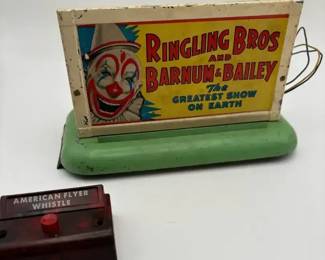 RINGLING BROS
AND
BARNUM & BAILEY
The
GREATEST SHOW
ON EARTH
AMERICAN FLYER
WHISTLE